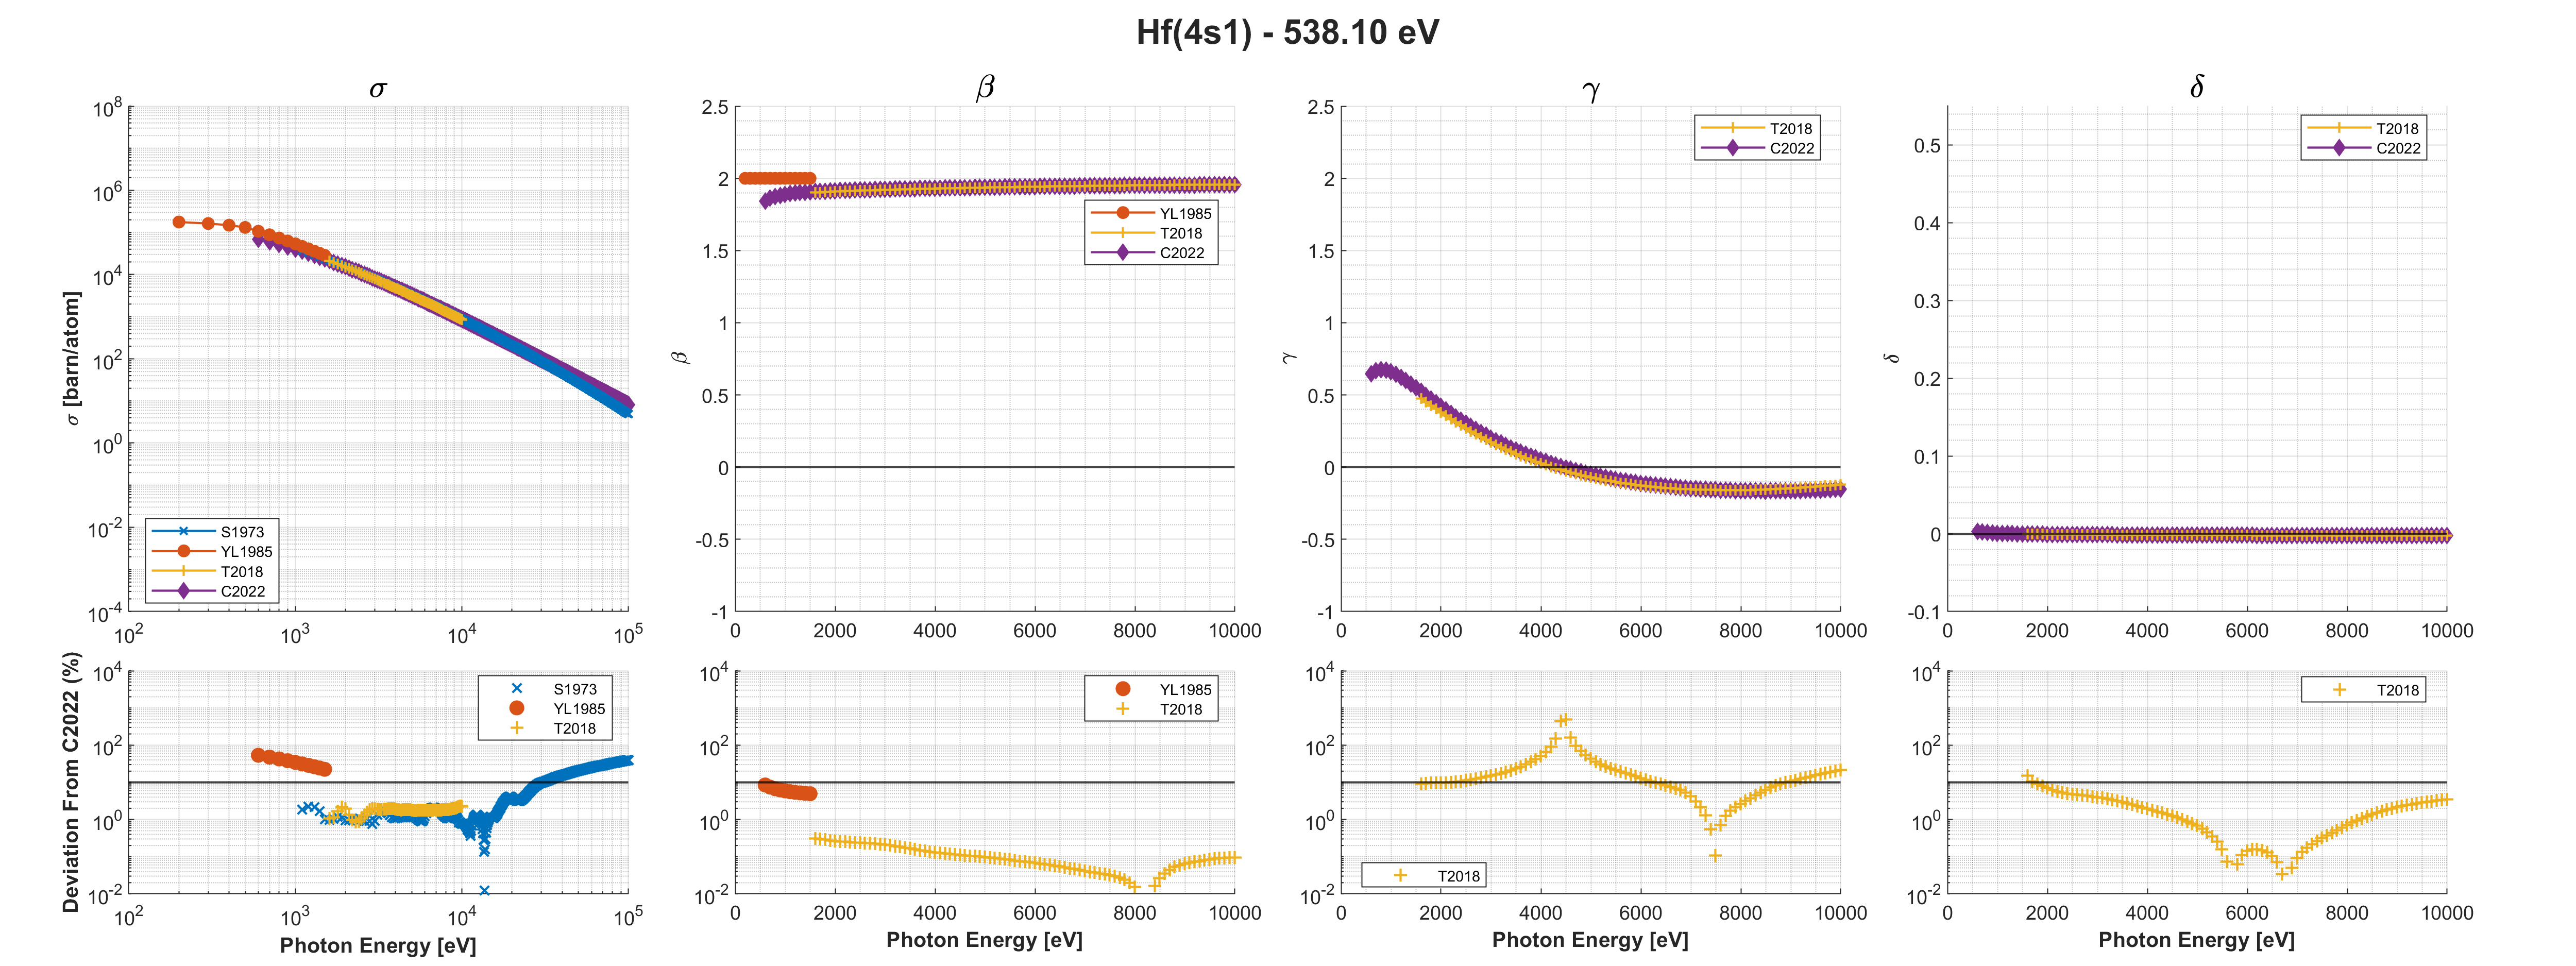 Hf(4s1) - 538.10 eV
σ
10^8
10^6
10^4
10^2
10^0
10^-2
10^-4
σ [barn/atom]
S1973
YL1985
T2018
C2022
10^2 10^3 10^4 10^5
β
2.5
2
1.5
1
0.5
0
-0.5
-1
β
YL1985
T2018
C2022
0 2000 4000 6000 8000 10000
γ
2.5
2
1.5
1
0.5
0
-0.5
-1
γ
T2018
C2022
0 2000 4000 6000 8000 10000
δ
0.5
0.4
0.3
0.2
0.1
0
-0.1
δ
T2018
C2022
0 2000 4000 6000 8000 10000
Deviation From C2022 (%)
10^4
10^2
10^0
10^-2
S1973
YL1985
T2018
10^2 10^3 10^4 10^5
Photon Energy [eV]
10^4
10^2
10^0
10^-2
YL1985
T2018
0 2000 4000 6000 8000 10000
Photon Energy [eV]
10^4
10^2
10^0
10^-2
T2018
0 2000 4000 6000 8000 10000
Photon Energy [eV]
10^4
10^2
10^0
10^-2
T2018
0 2000 4000 6000 8000 10000
Photon Energy [eV]